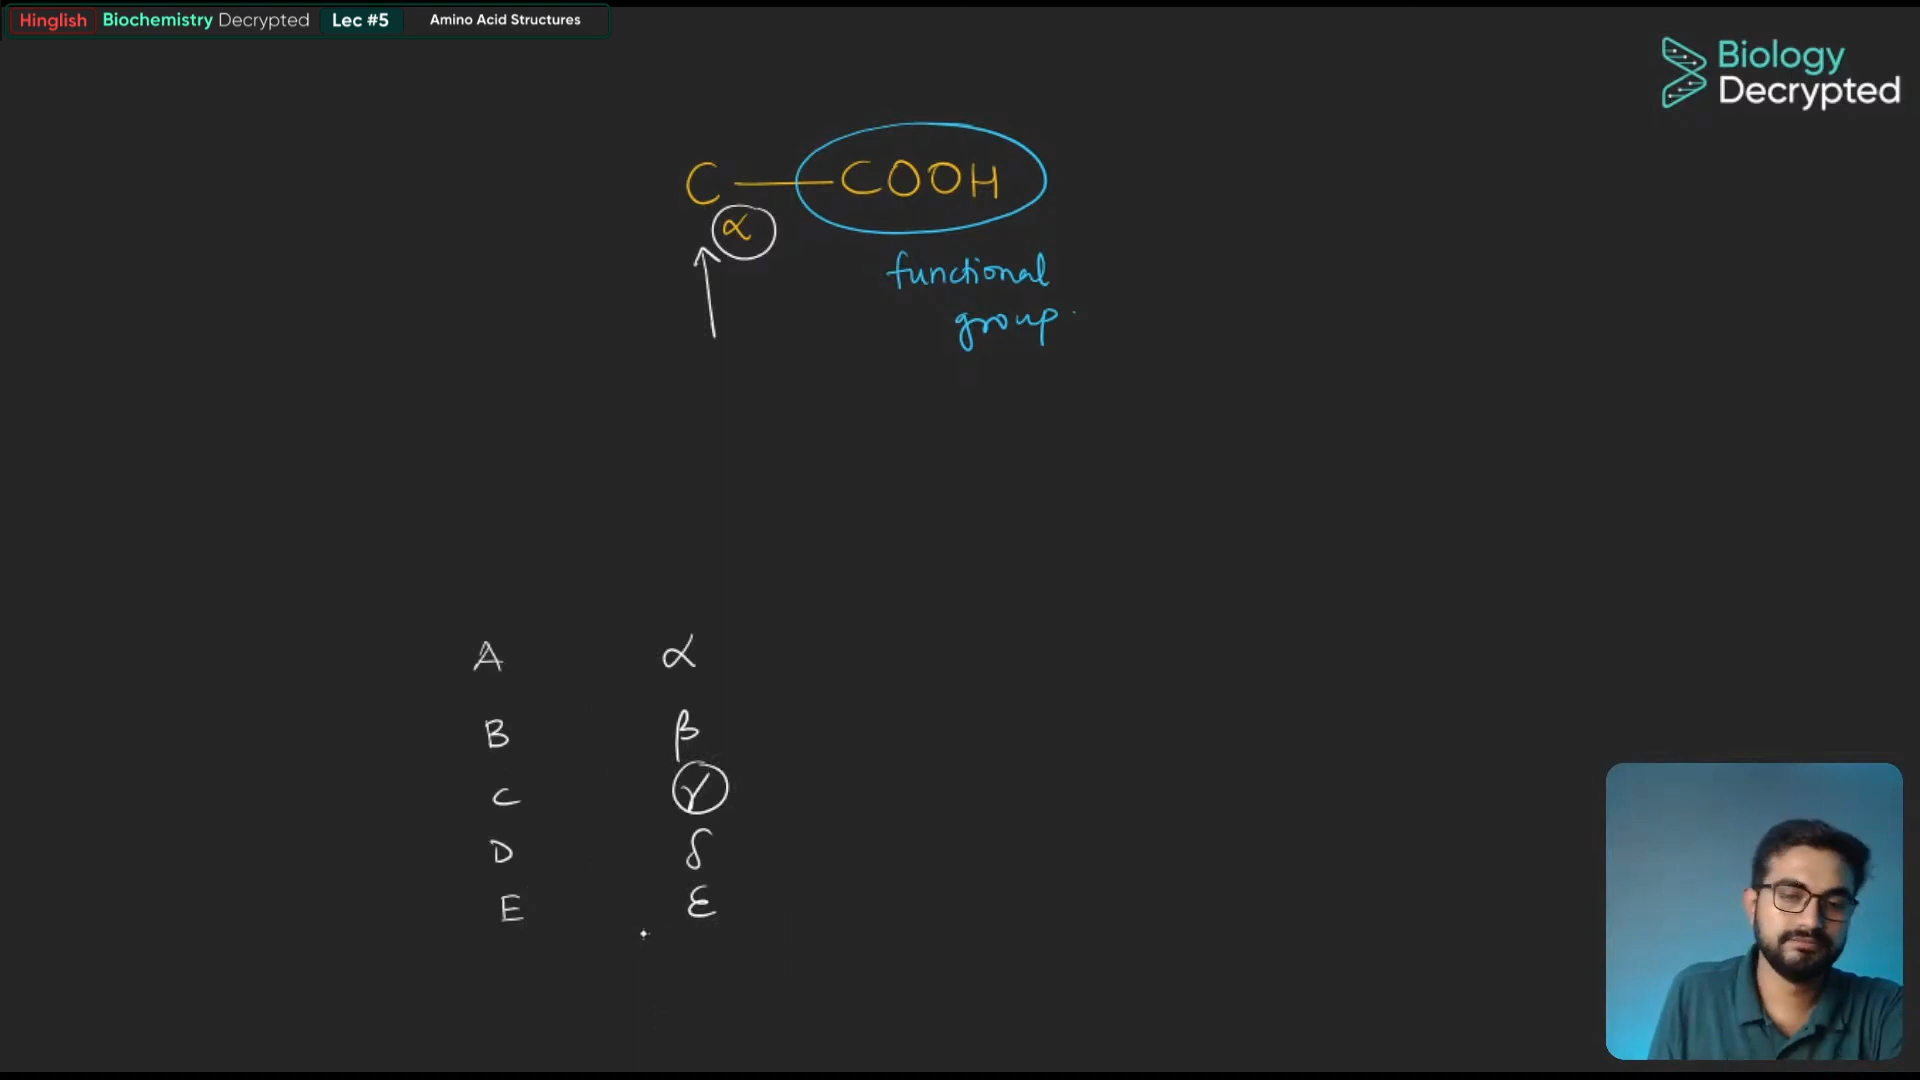 Hinglish Biochemistry Decrypted Lec #5 Amino Acid Structures
Biology
Decrypted
C — COOH
α
functional
group.
A α
B β
C γ
D δ
E ε